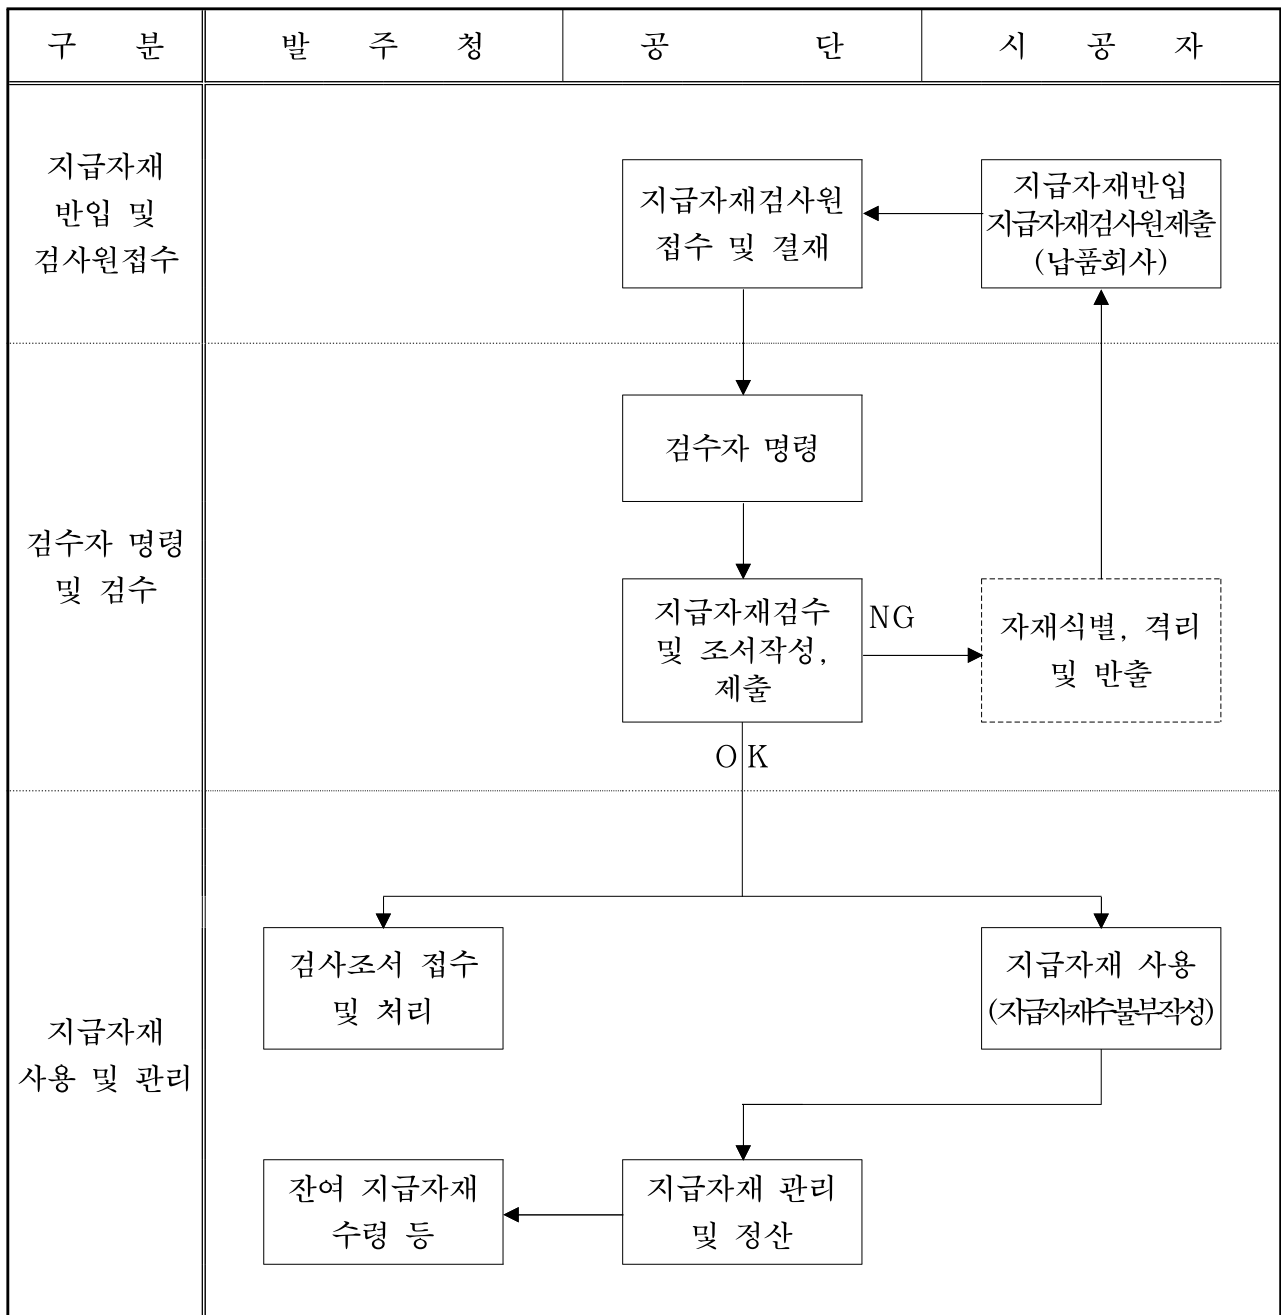 구 분 발 주 청 공 단 시 공 자
지급자재
반입 및
검사원접수
지급자재검사원
접수 및 결재
지급자재반입
지급자재검사원제출
(납품회사)
검수자 명령
및 검수
검수자 명령
지급자재검수
및 조서작성,
제출
NG
자재식별, 격리
및 반출
OK
지급자재
사용 및 관리
검사조서 접수
및 처리
지급자재 사용
(지급자재수불부작성)
잔여 지급자재
수령 등
지급자재 관리
및 정산